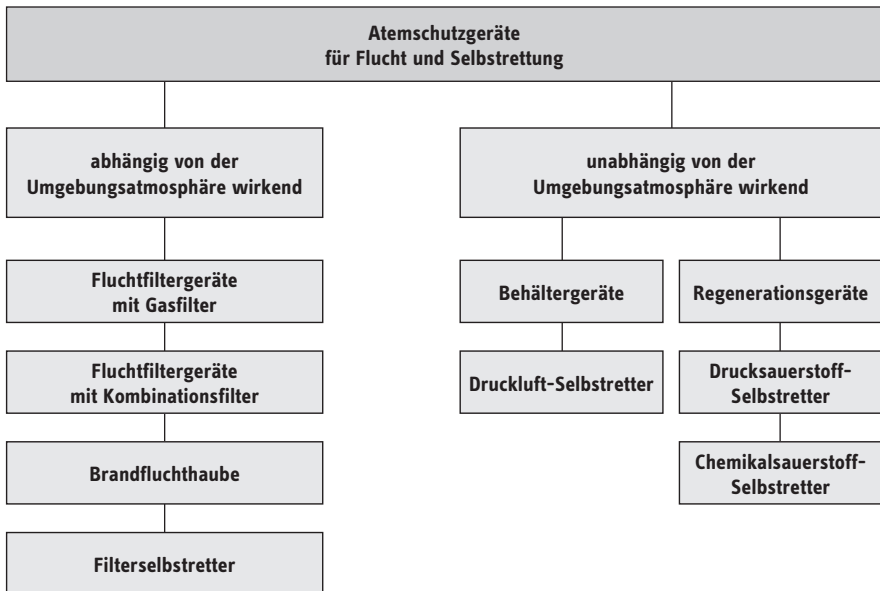 Atemschutzgeräte
für Flucht und Selbstrettung
abhängig von der
Umgebungsatmosphäre wirkend
unabhängig von der
Umgebungsatmosphäre wirkend
Fluchtfiltergeräte
mit Gasfilter
Behältergeräte
Regenerationsgeräte
Fluchtfiltergeräte
mit Kombinationsfilter
Druckluft-Selbstretter
Drucksauerstoff-
Selbstretter
Brandfluchthaube
Chemikalsauerstoff-
Selbstretter
Filterselbstretter